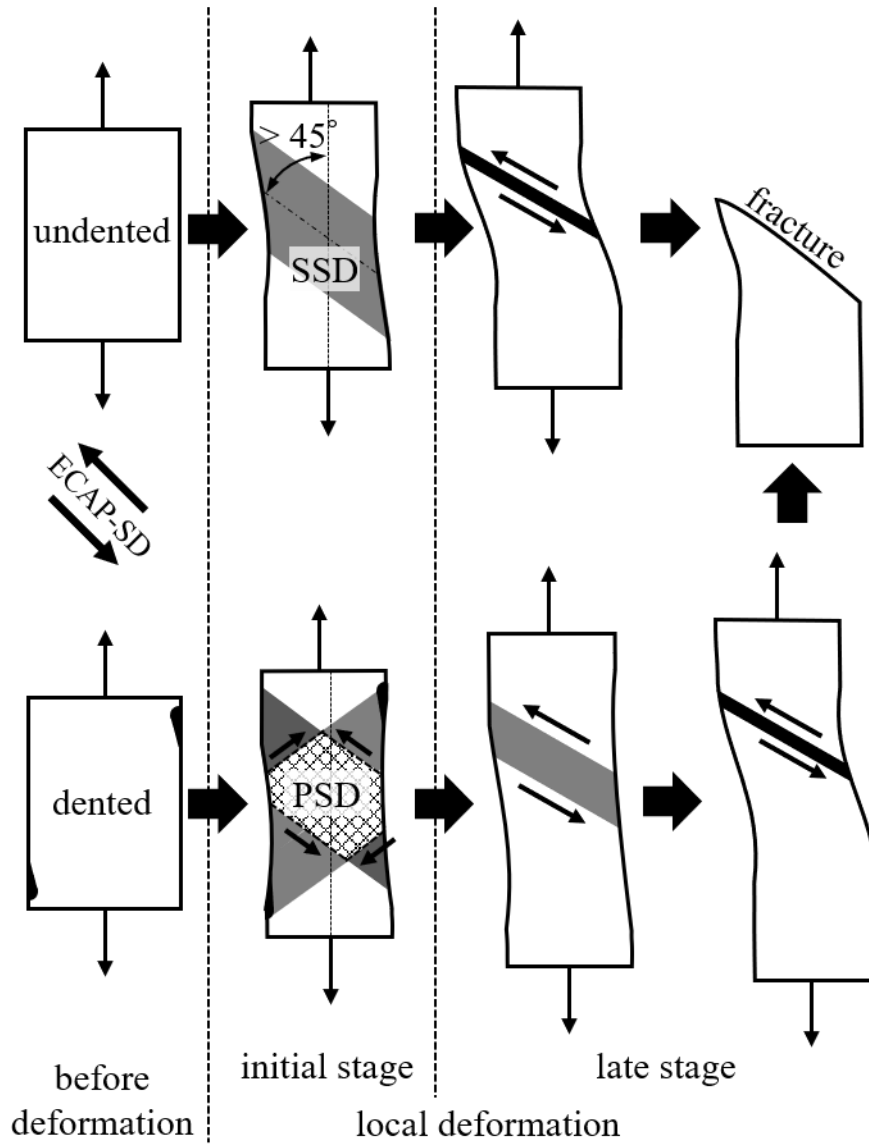 undented
> 45°
SSD
fracture
ECAP-SD
dented
PSD
before
deformation
initial stage
late stage
local deformation